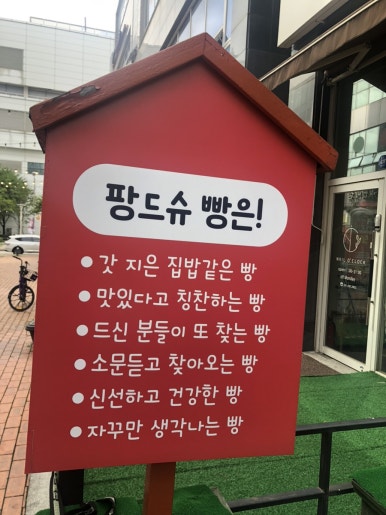 팡드슈 빵은!
● 갓 지은 집밥같은 빵
● 맛있다고 칭찬하는 빵
● 드신 분들이 또 찾는 빵
● 소문듣고 찾아오는 빵
● 신선하고 건강한 빵
● 자꾸만 생각나는 빵